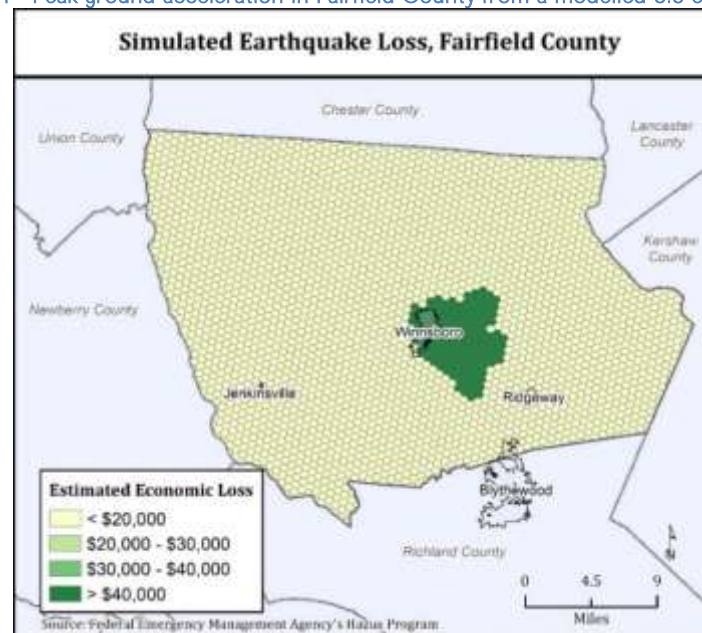 Peak ground acceleration in Fairfield County from a modelled
Simulated Earthquake Loss, Fairfield County
Chester County
Union County
Lancaster
County
Kershaw
County
Newberry County
Winnsboro
Jenkinsville
Ridgeway
Blythewood
Richland County
Estimated Economic Loss
< $20,000
$20,000 - $30,000
$30,000 - $40,000
> $40,000
N
0 4.5 9
Miles
Source: Federal Emergency Management Agency's Hazus Program